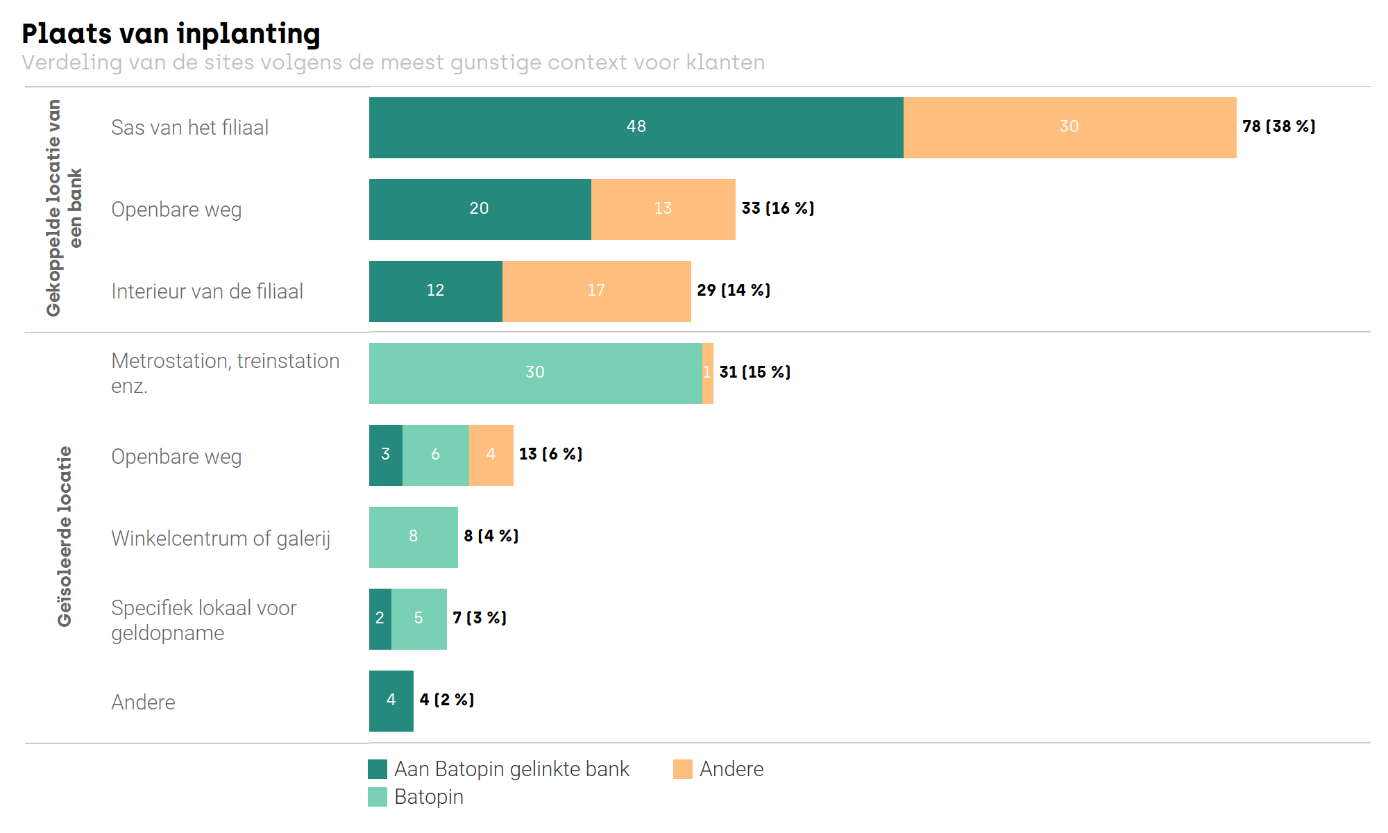 Plaats van inplanting
Verdeling van de sites volgens de meest gunstige context voor klanten
Gekoppelde locatie van
een bank
Sas van het filiaal
48
30
78 (38 %)
Openbare weg
20
13
33 (16 %)
Interieur van de filiaal
12
17
29 (14 %)
Geïsoleerde locatie
Metrostation, treinstation
enz.
30
1
31 (15 %)
Openbare weg
3
6
4
13 (6 %)
Winkelcentrum of galerij
8
8 (4 %)
Specifiek lokaal voor
geldopname
2
5
7 (3 %)
Andere
4
4 (2 %)
Aan Batopin gelinkte bank
Andere
Batopin